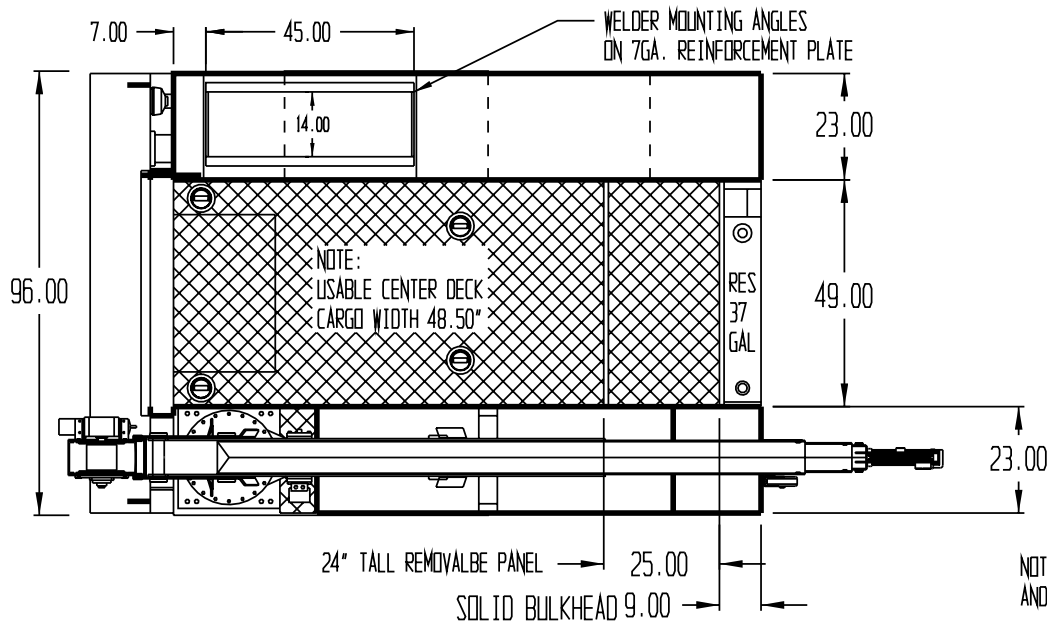 7.00
45.00
WELDER MOUNTING ANGLES
ON 7GA. REINFORCEMENT PLATE
14.00
23.00
96.00
NOTE:
USABLE CENTER DECK
CARGO WIDTH 48.50"
RES
37
GAL
49.00
23.00
24" TALL REMOVALBE PANEL
25.00
SOLID BULKHEAD 9.00
NOT
AND